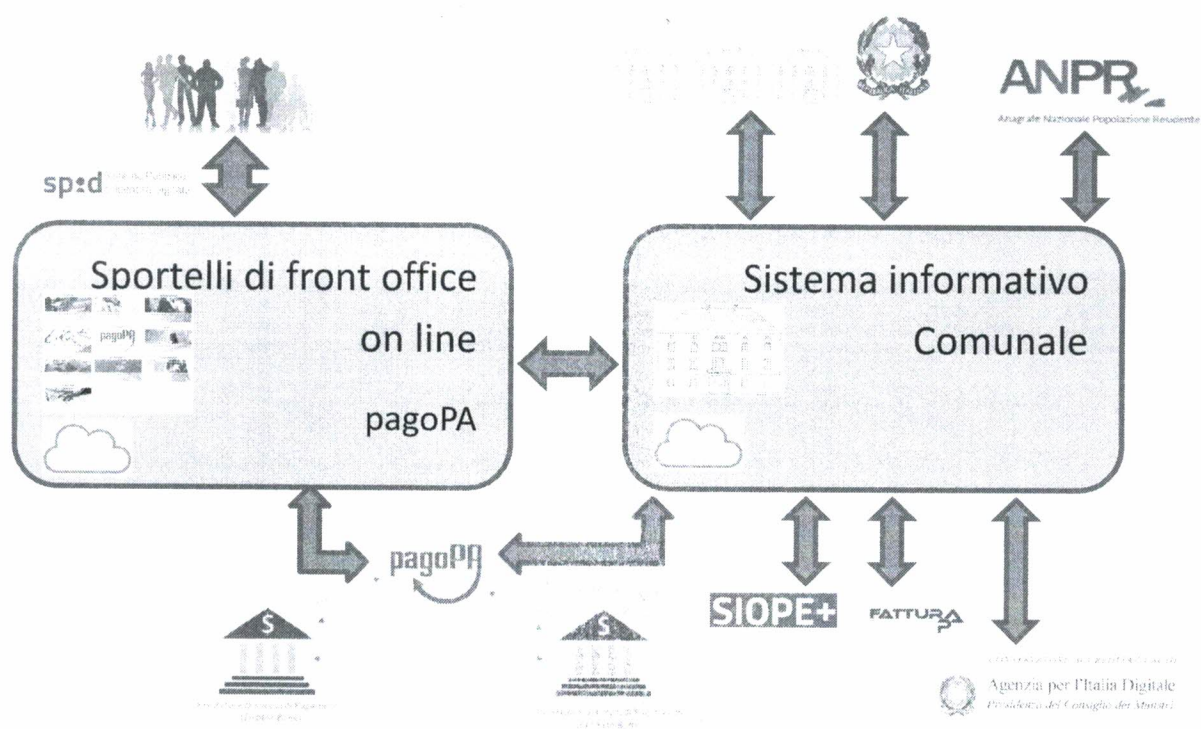 ANPR
Anagrafe Nazionale Popolazione Residente
spid
Sportelli di front office
on line
pagoPA
pagoPA
Sistema informativo
Comunale
pagoPA
SIOPE+
FATTURA
PA
Agenzia per l'Italia Digitale
Presidenza del Consiglio dei Ministri